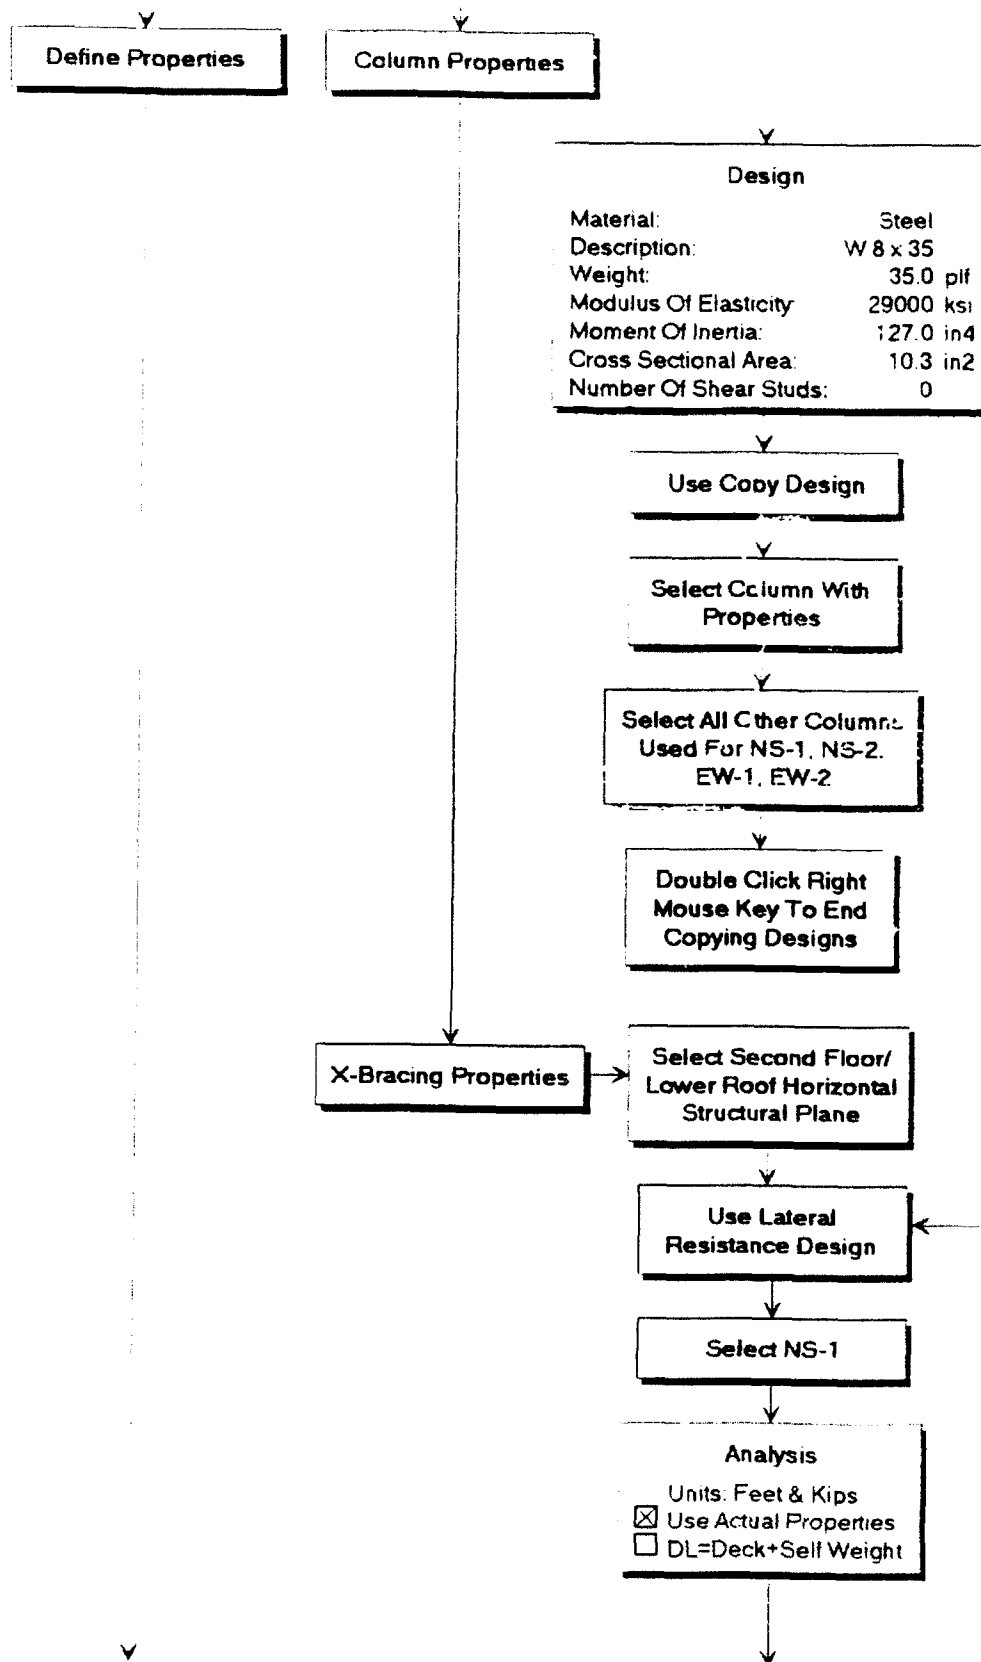 Define Properties
Column Properties
Design
Material: Steel
Description: W 8 x 35
Weight: 35.0 plf
Modulus Of Elasticity 29000 ksi
Moment Of Inertia: 127.0 in4
Cross Sectional Area: 10.3 in2
Number Of Shear Studs: 0
Use Copy Design
Select Column With
Properties
Select All Other Columns
Used For NS-1, NS-2,
EW-1, EW-2
Double Click Right
Mouse Key To End
Copying Designs
X-Bracing Properties
Select Second Floor/
Lower Roof Horizontal
Structural Plane
Use Lateral
Resistance Design
Select NS-1
Analysis
Units: Feet & Kips
Use Actual Properties
DL=Deck+Self Weight